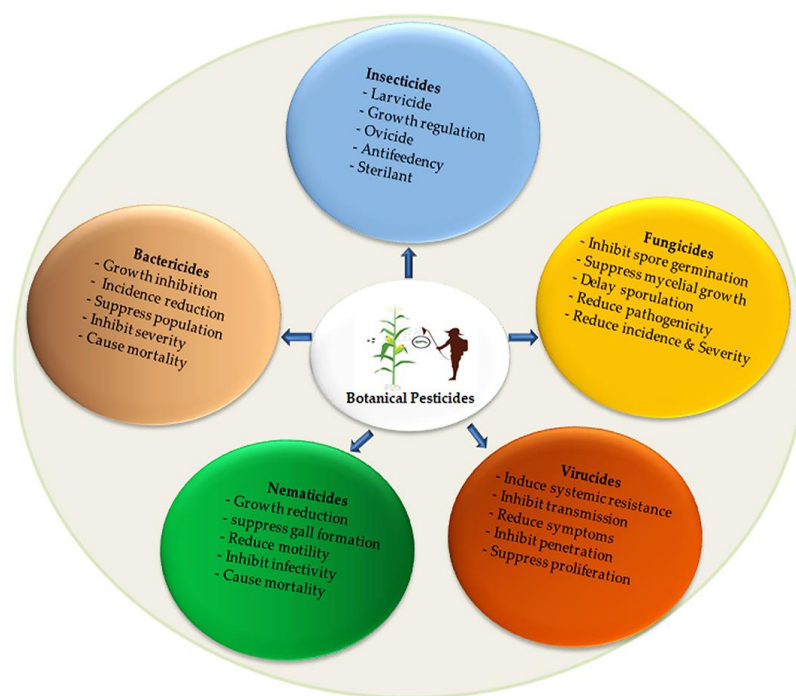 Insecticides
- Larvicide
- Growth regulation
- Ovicide
- Antifeedency
- Sterilant
Bactericides
- Growth inhibition
- Incidence reduction
- Suppress population
- Inhibit severity
- Cause mortality
Fungicides
- Inhibit spore germination
- Suppress mycelial growth
- Delay sporulation
- Reduce pathogenicity
- Reduce incidence & Severity
Botanical Pesticides
Nematicides
- Growth reduction
- suppress gall formation
- Reduce motility
- Inhibit infectivity
- Cause mortality
Virucides
- Induce systemic resistance
- Inhibit transmission
- Reduce symptoms
- Inhibit penetration
- Suppress proliferation